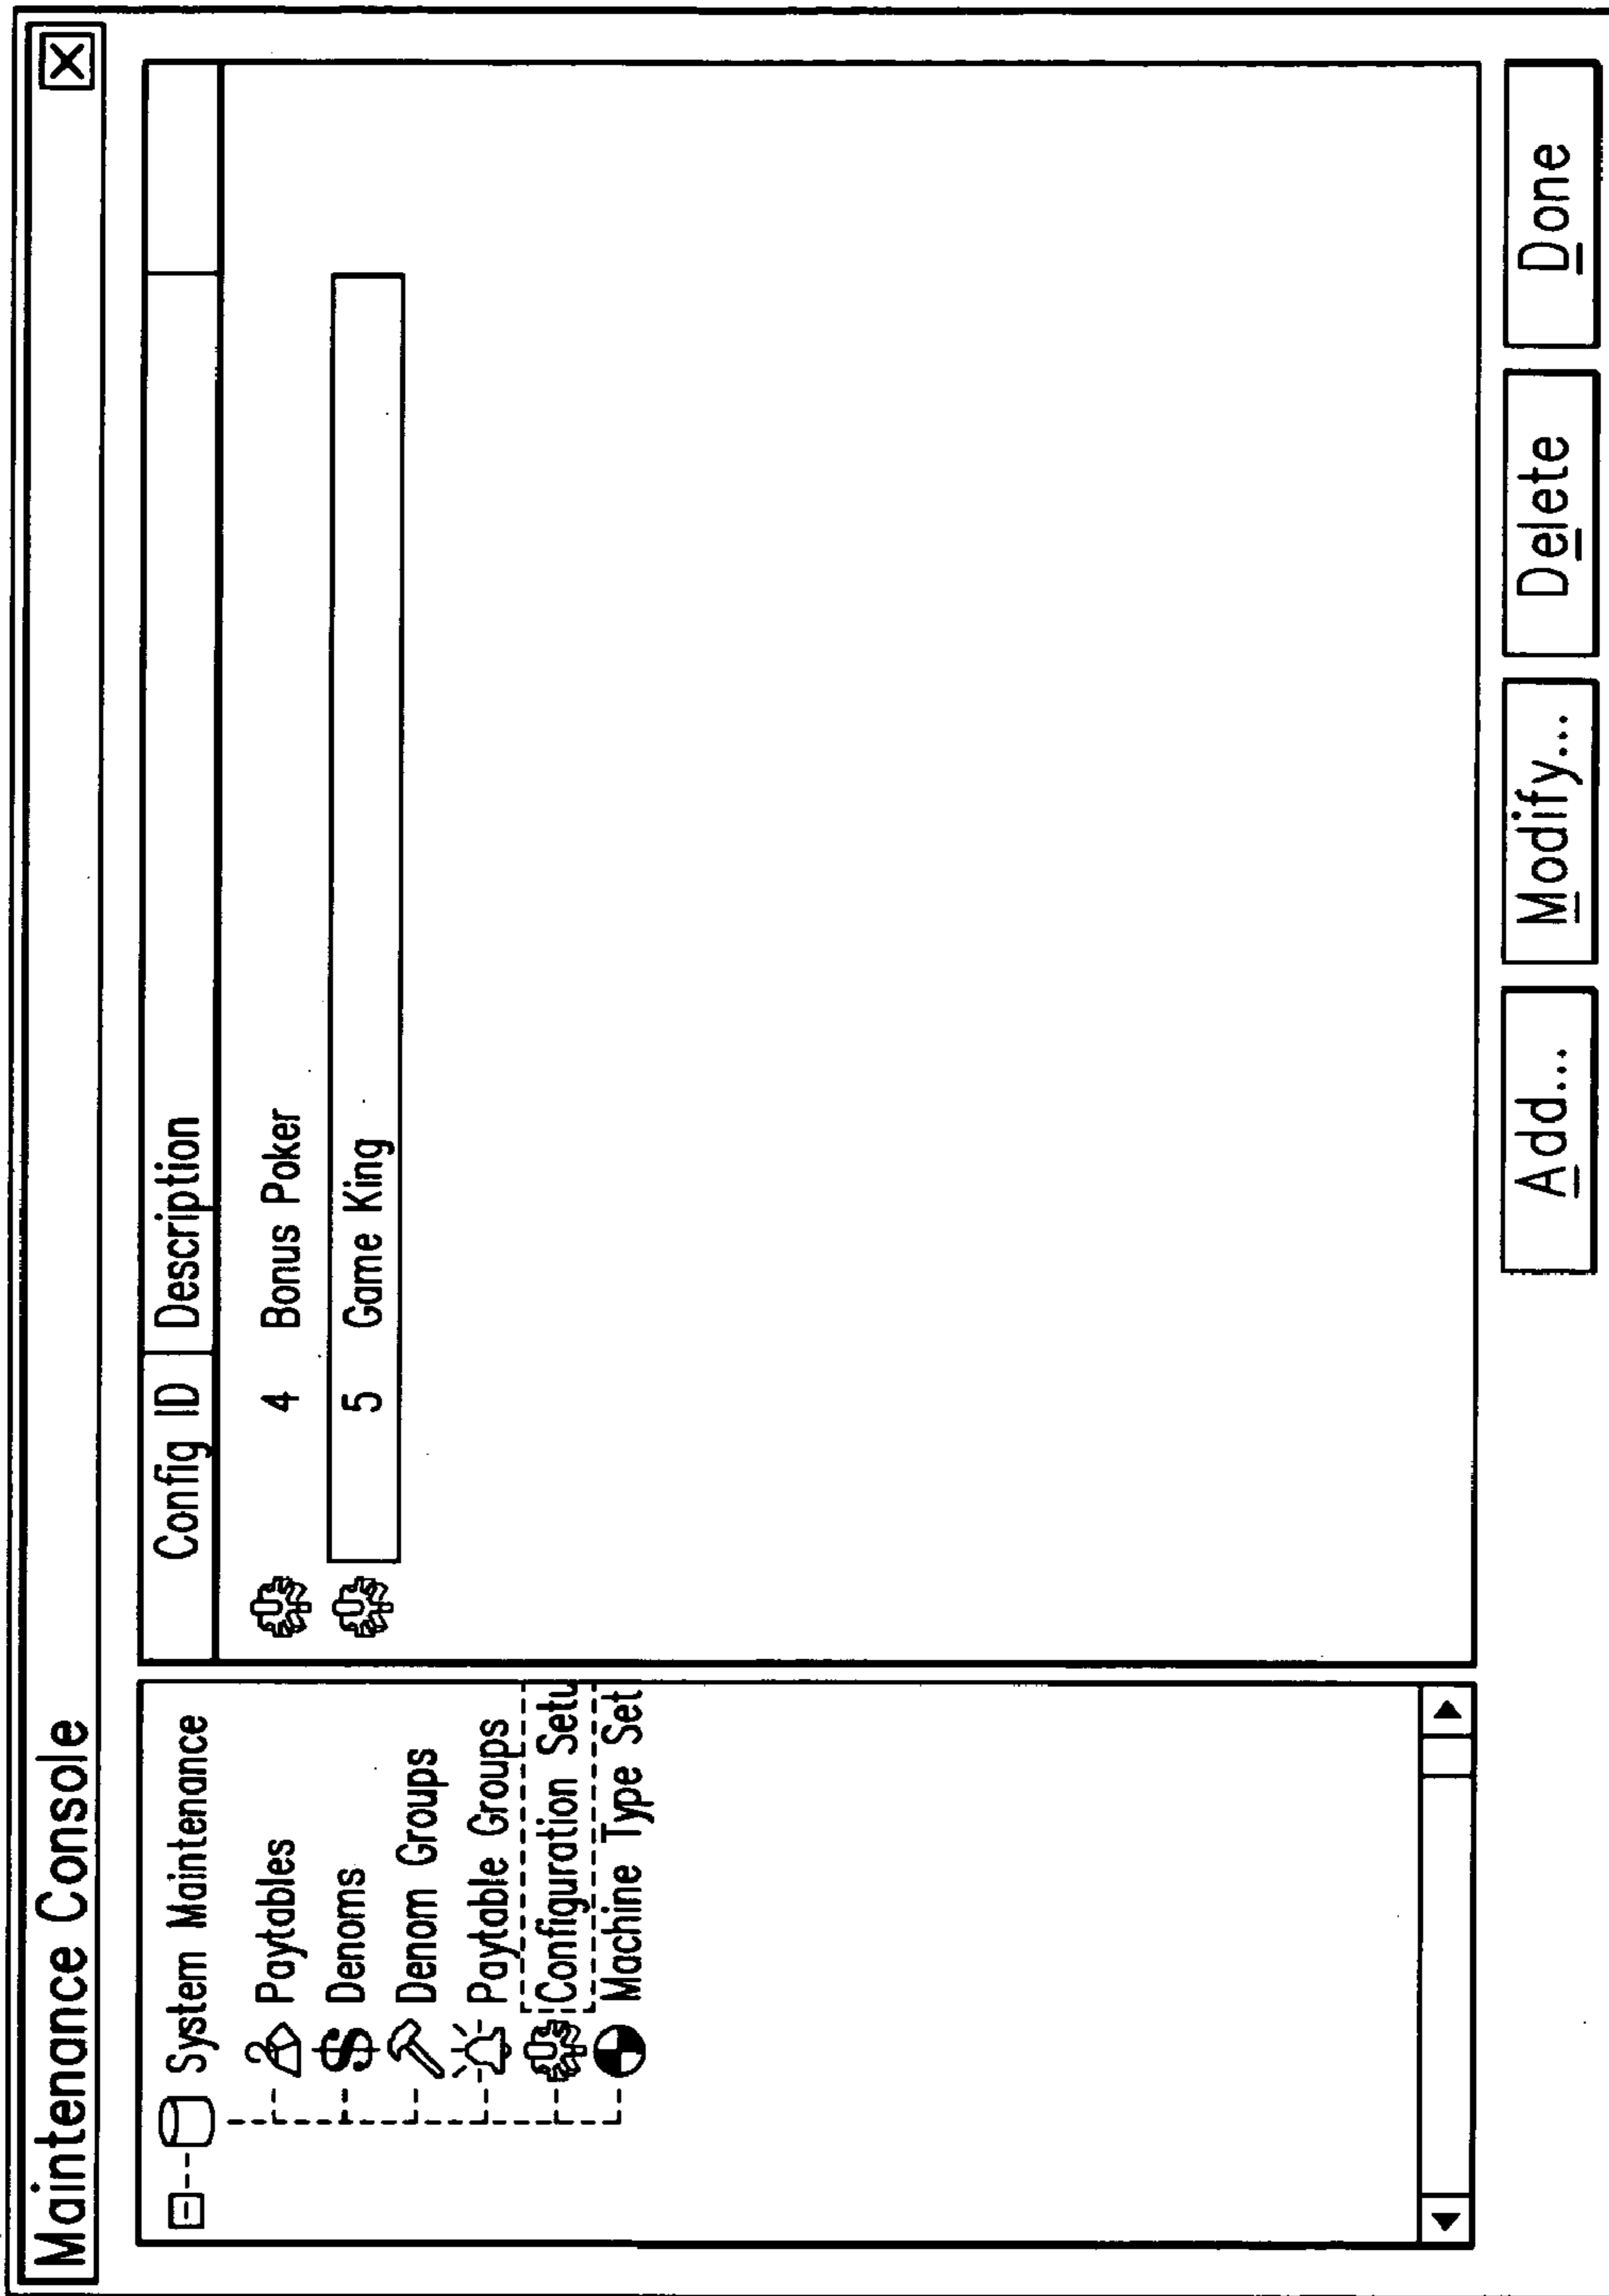 Maintenance Console
System Maintenance
Paytables
Denoms
Denom Groups
Paytable Groups
Configuration Setu
Machine Type Set
Config ID Description
4 Bonus Poker
5 Game King
Add... Modify... Delete Done